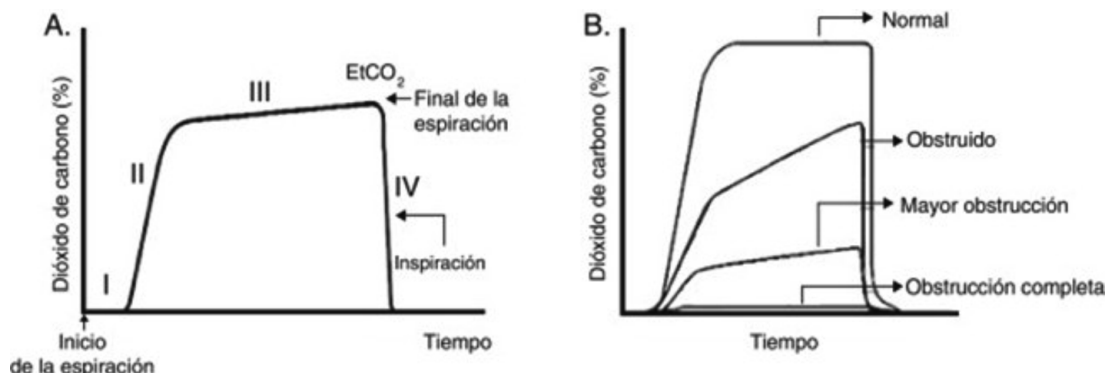 A.
Dióxido de carbono (%)
I
II
III
IV
EtCO2
Final de la
espiración
Inspiración
Inicio
de la espiración
Tiempo
B.
Dióxido de carbono (%)
Normal
Obstruido
Mayor obstrucción
Obstrucción completa
Tiempo